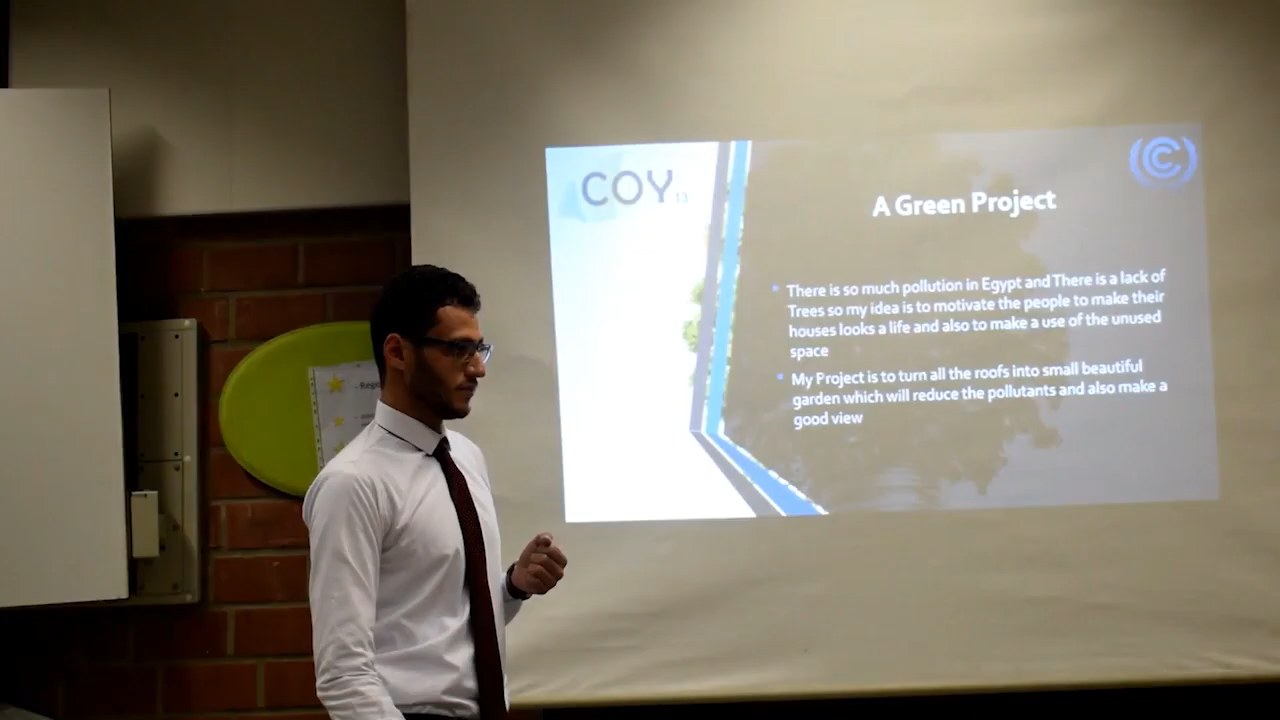 COY 13
A Green Project
There is so much pollution in Egypt and There is a lack of
Trees so my idea is to motivate the people to make their
houses looks a life and also to make a use of the unused
space
My Project is to turn all the roofs into small beautiful
garden which will reduce the pollutants and also make a
good view